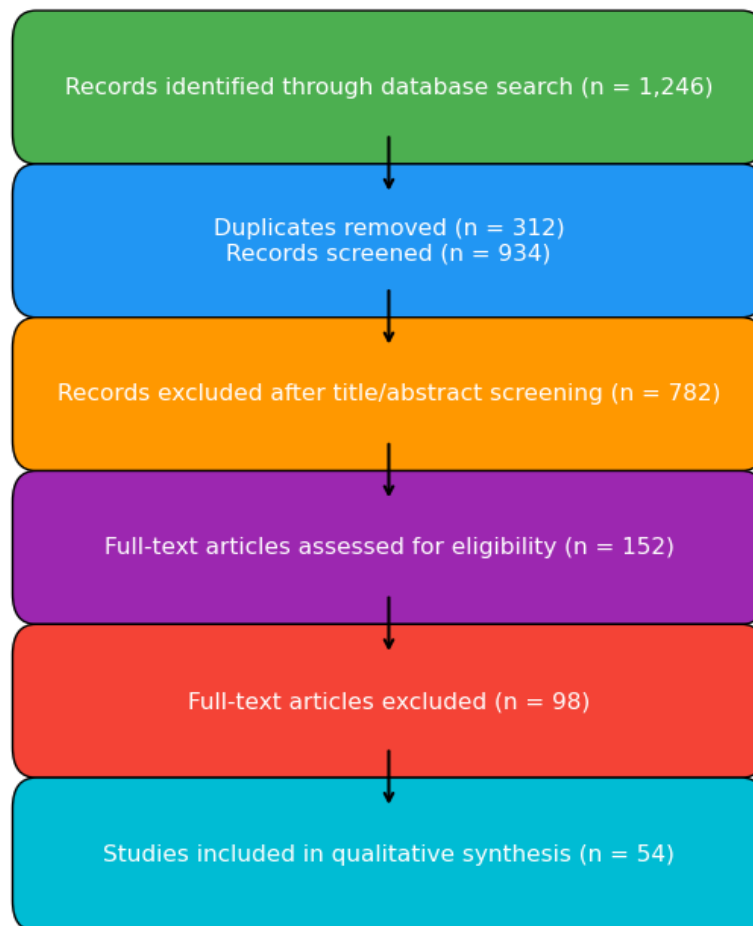 Records identified through database search (n = 1,246)
Duplicates removed (n = 312)
Records screened (n = 934)
Records excluded after title/abstract screening (n = 782)
Full-text articles assessed for eligibility (n = 152)
Full-text articles excluded (n = 98)
Studies included in qualitative synthesis (n = 54)